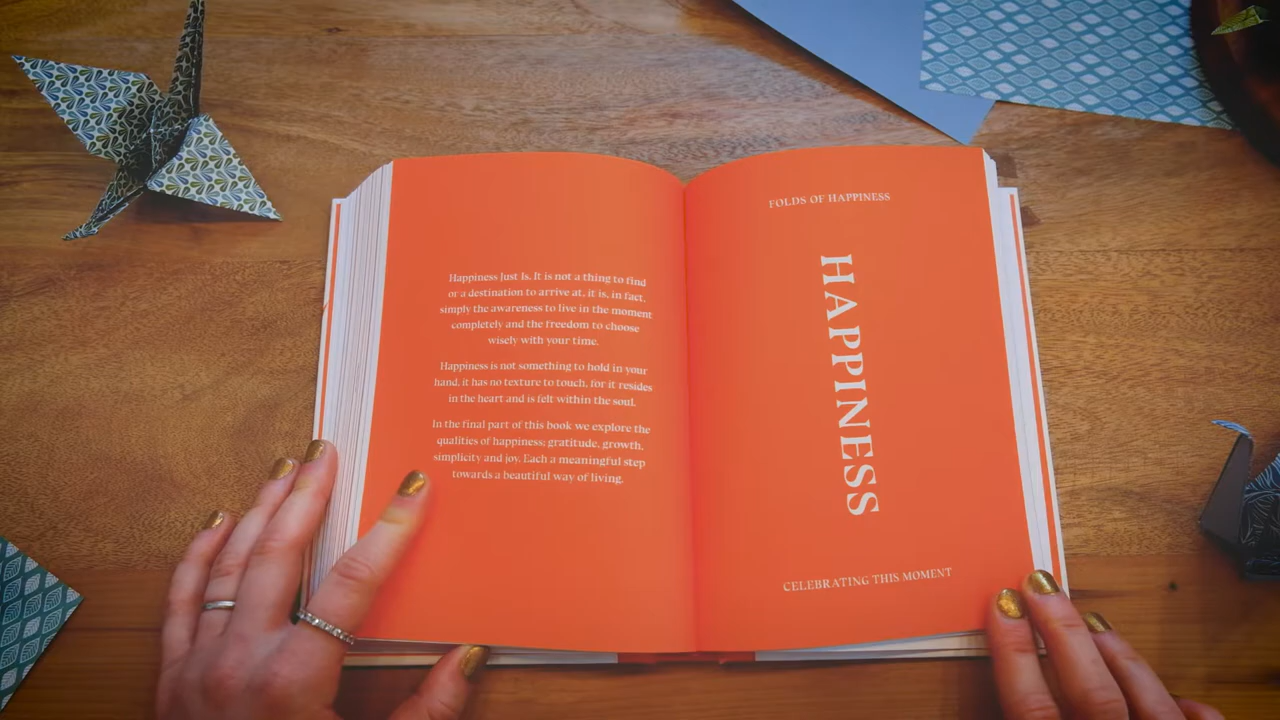 Happiness Just Is. It is not a thing to find
or a destination to arrive at, it is, in fact,
simply the awareness to live in the moment
completely and the freedom to choose
wisely with your time.
Happiness is not something to hold in your
hand, it has no texture to touch, for it resides
in the heart and is felt within the soul.
In the final part of this book we explore the
qualities of happiness; gratitude, growth,
simplicity and joy. Each a meaningful step
towards a beautiful way of living.
FOLDS OF HAPPINESS
HAPPINESS
CELEBRATING THIS MOMENT